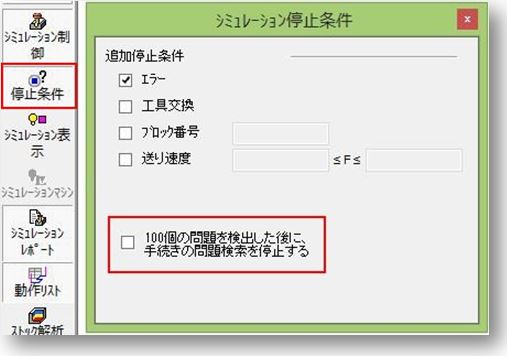 シミュレーション制
御
停止条件
シミュレーション表
示
シミュレーションマシン
シミュレーション
レポート
動作リスト
ストック解析
シミュレーション停止条件
x
追加停止条件
エラー
工具交換
ブロック番号
送り速度
≤ F ≤
100個の問題を検出した後に、
手続きの問題検索を停止する